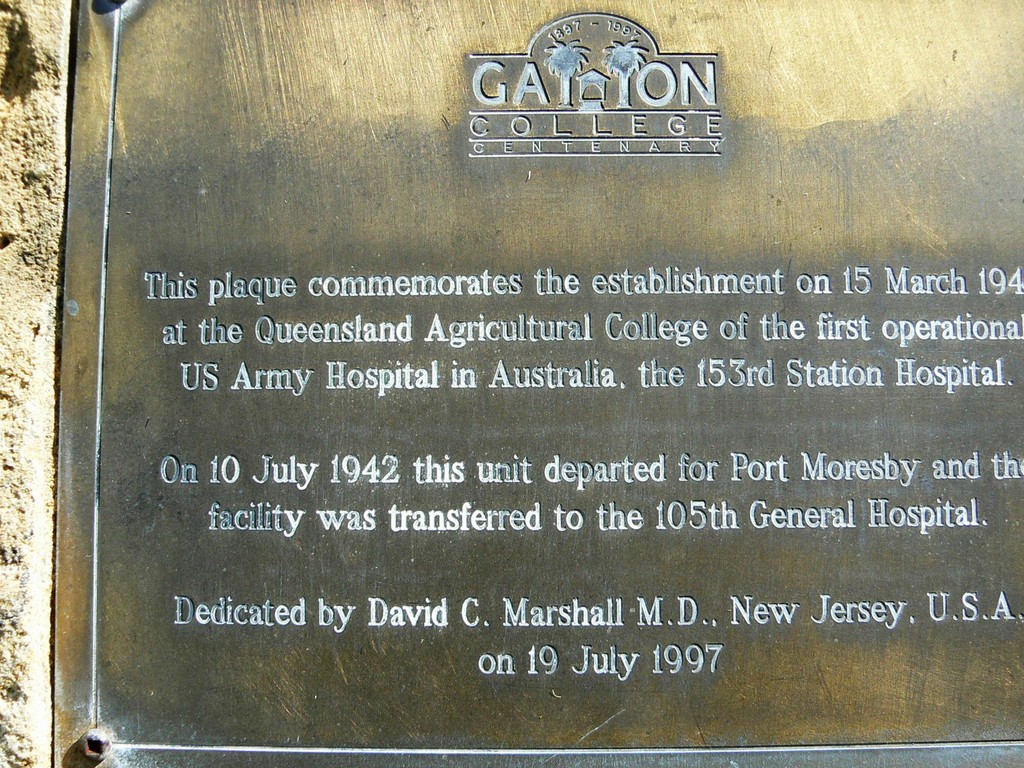 1897 - 1997
GATTON
COLLEGE
CENTENARY
This plaque commemorates the establishment on 15 March 194
at the Queensland Agricultural College of the first operational
US Army Hospital in Australia, the 153rd Station Hospital.
On 10 July 1942 this unit departed for Port Moresby and the
facility was transferred to the 105th General Hospital.
Dedicated by David C. Marshall M.D., New Jersey, U.S.A.
on 19 July 1997